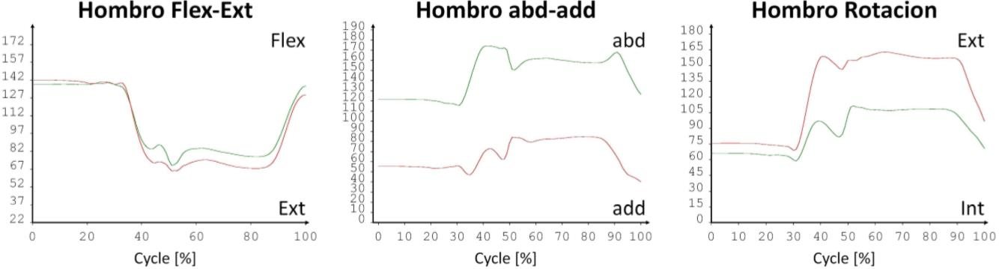 Hombro Flex-Ext
Flex
172
157
142
127
112
97
82
67
52
37
22
Ext
0 20 40 60 80 100
Cycle [%]
Hombro abd-add
abd
190
180
170
160
150
140
130
120
110
100
90
80
70
60
50
40
30
20
10
0
add
0 10 20 30 40 50 60 70 80 90 100
Cycle [%]
Hombro Rotacion
Ext
180
165
150
135
120
105
90
75
60
45
30
15
0
Int
0 10 20 30 40 50 60 70 80 90 100
Cycle [%]